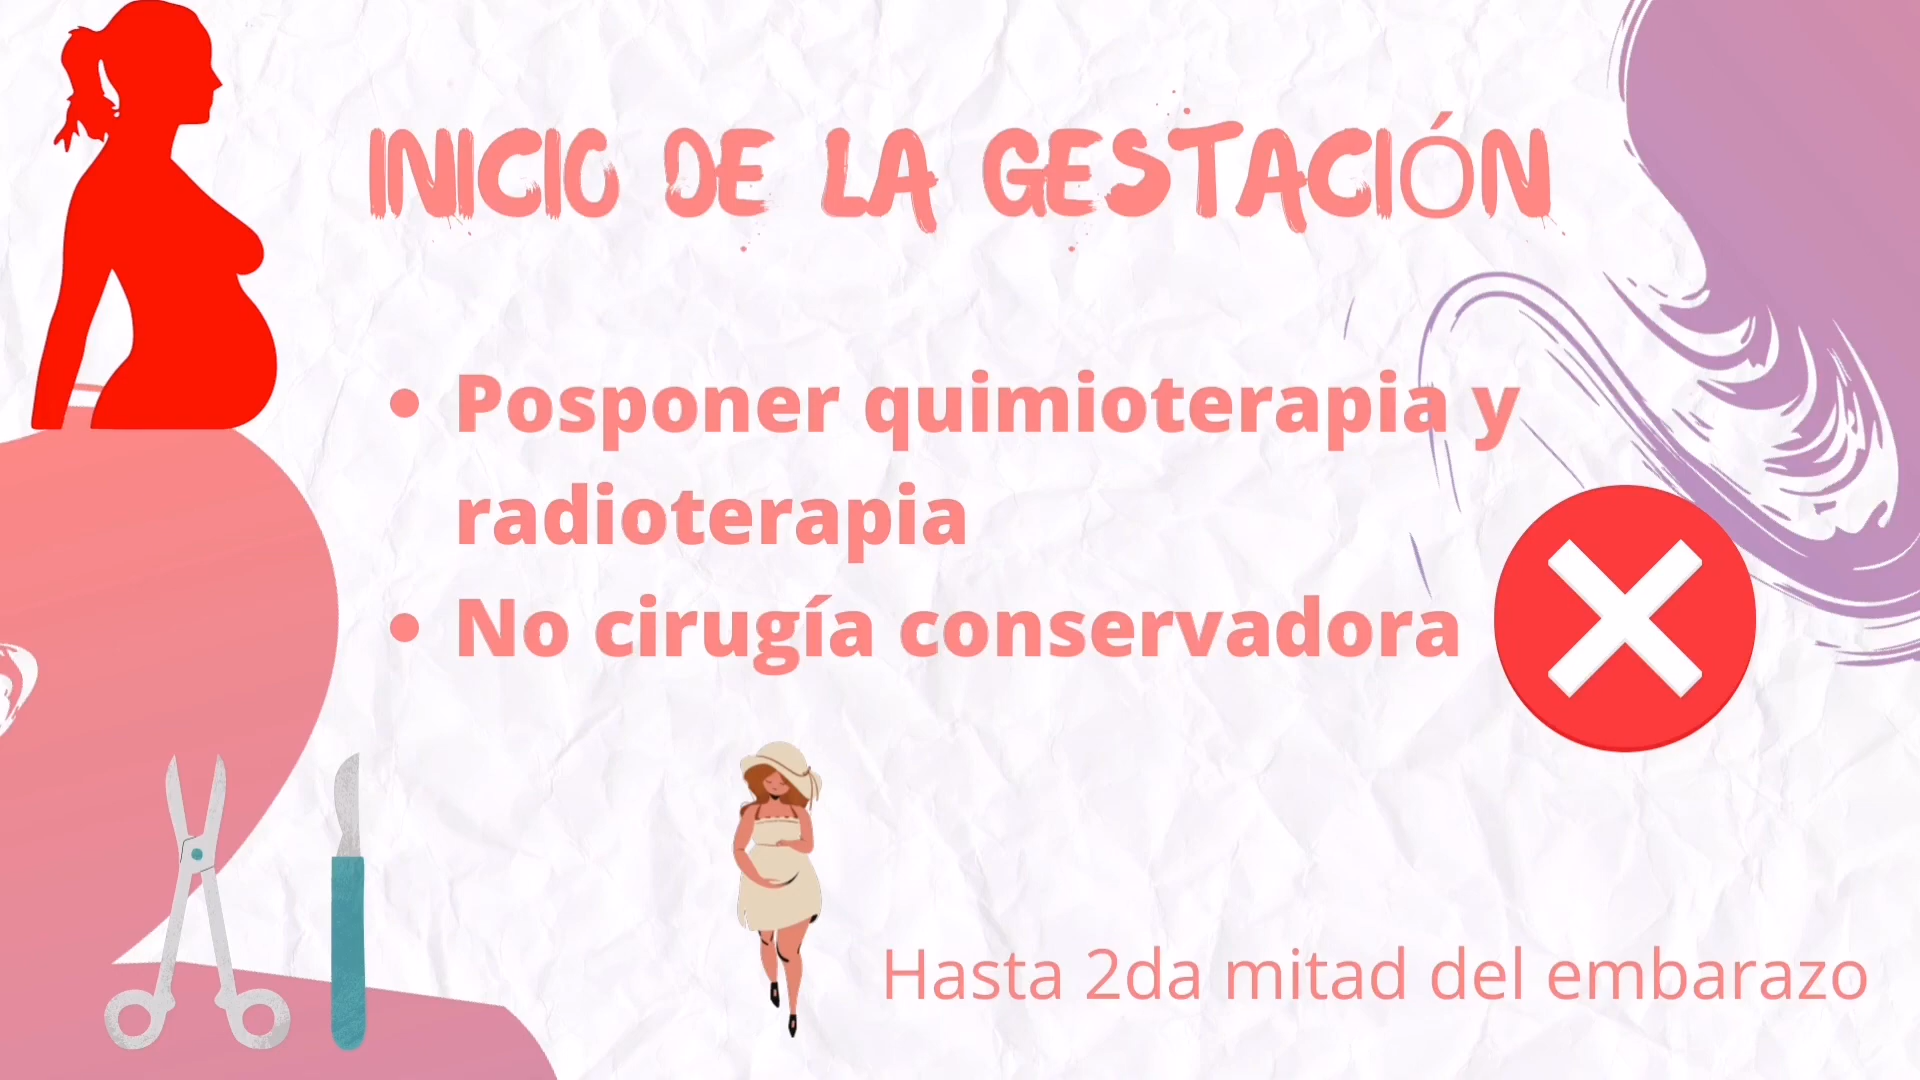 INICIO DE LA GESTACIÓN
• Posponer quimioterapia y
radioterapia
• No cirugía conservadora
Hasta 2da mitad del embarazo